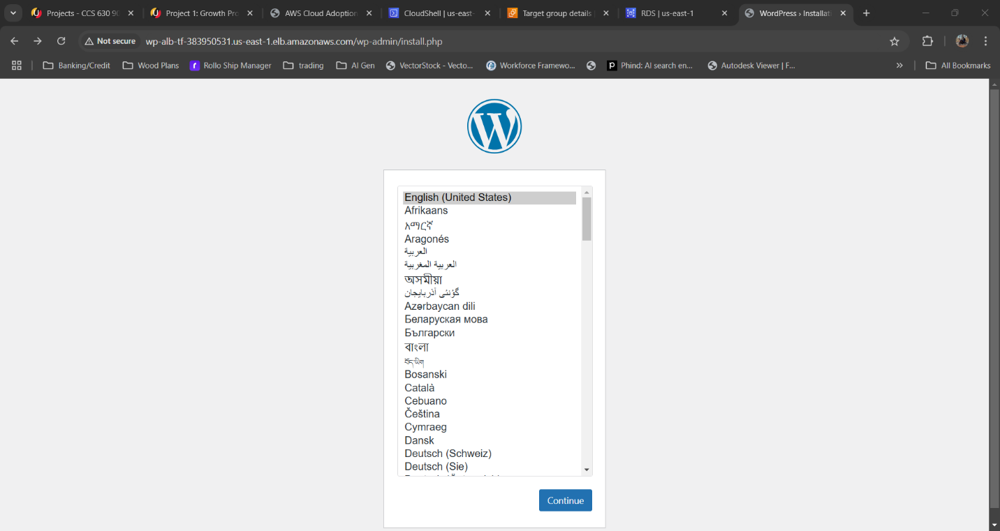 Projects - CCS 630 90
Project 1: Growth Pro
AWS Cloud Adoption
CloudShell | us-east-
Target group details
RDS | us-east-1
WordPress › Installat
Not secure
wp-alb-tf-383950531.us-east-1.elb.amazonaws.com/wp-admin/install.php
Banking/Credit
Wood Plans
Rollo Ship Manager
trading
AI Gen
VectorStock - Vecto...
Workforce Framewo...
Phind: AI search en...
Autodesk Viewer | F...
All Bookmarks
English (United States)
Afrikaans
አማርኛ
Aragonés
العربية
العربية المغربية
অসমীয়া
گؤنئی آذربایجان
Azərbaycan dili
Беларуская мова
Български
বাংলা
བོད་ཡིག
Bosanski
Català
Cebuano
Čeština
Cymraeg
Dansk
Deutsch (Schweiz)
Deutsch (Sie)
Continue